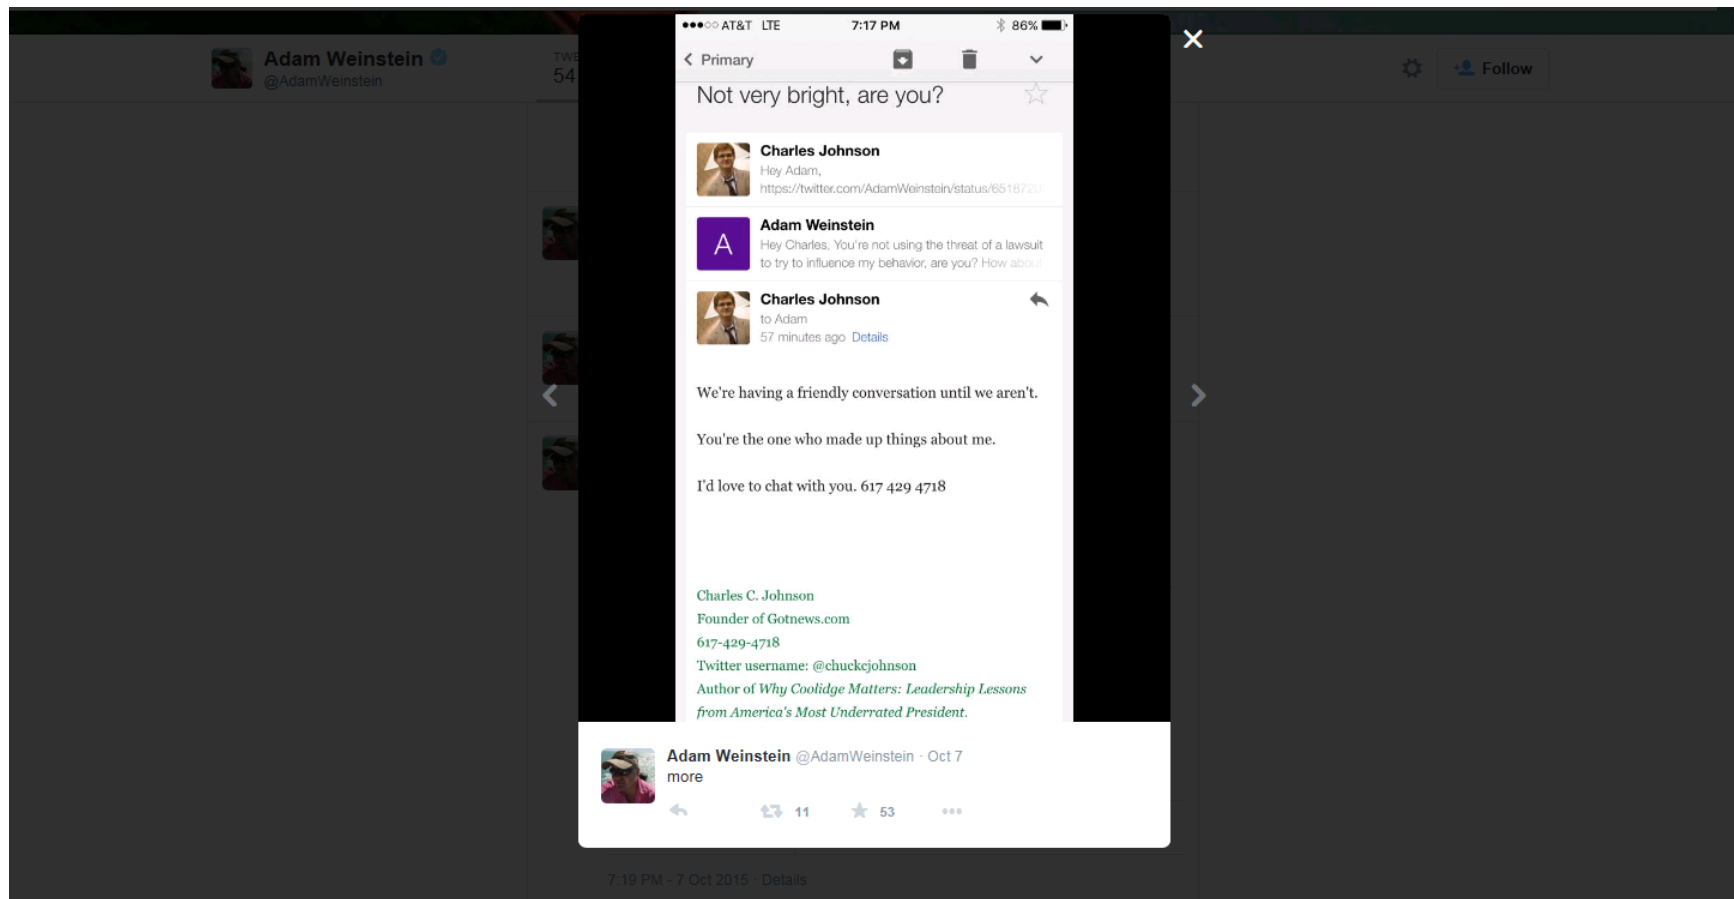 AT&T LTE 7:17 PM 86%
Adam Weinstein
@AdamWeinstein
54
Follow
Primary
Not very bright, are you?
Charles Johnson
Hey Adam,
https://twitter.com/AdamWeinstein/status/651872
Adam Weinstein
A
Hey Charles, You're not using the threat of a lawsuit
to try to influence my behavior, are you? How about
Charles Johnson
to Adam
57 minutes ago Details
We're having a friendly conversation until we aren't.
You're the one who made up things about me.
I'd love to chat with you. 617 429 4718
Charles C. Johnson
Founder of Gotnews.com
617-429-4718
Twitter username: @chuckcjohnson
Author of Why Coolidge Matters: Leadership Lessons
from America's Most Underrated President.
Adam Weinstein @AdamWeinstein · Oct 7
more
11 53
7:19 PM - 7 Oct 2015 · Details